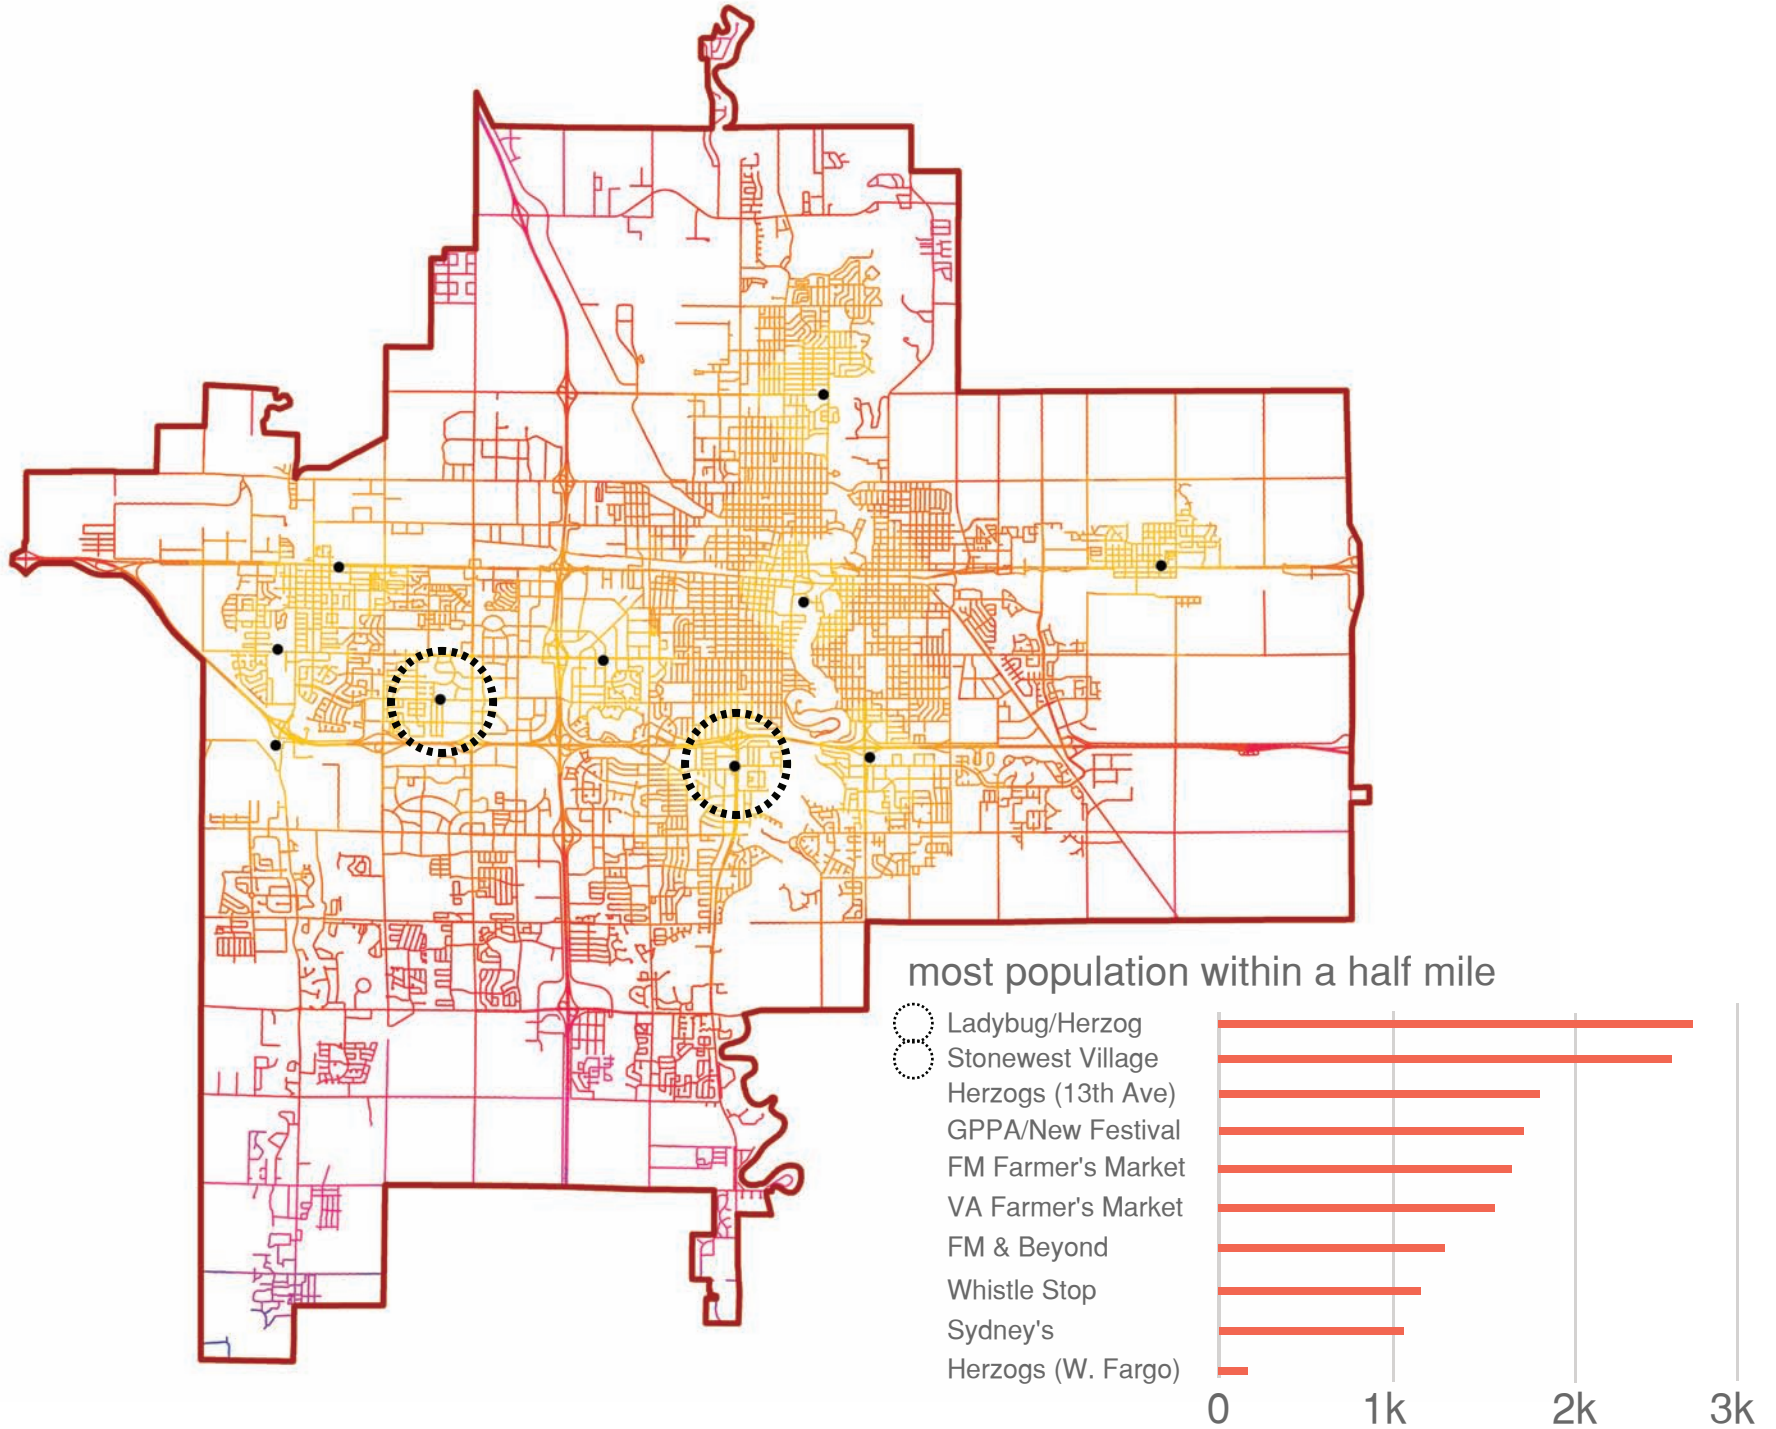 most population within a half mile
Ladybug/Herzog
Stonewest Village
Herzogs (13th Ave)
GPPA/New Festival
FM Farmer's Market
VA Farmer's Market
FM & Beyond
Whistle Stop
Sydney's
Herzogs (W. Fargo)
0 1k 2k 3k